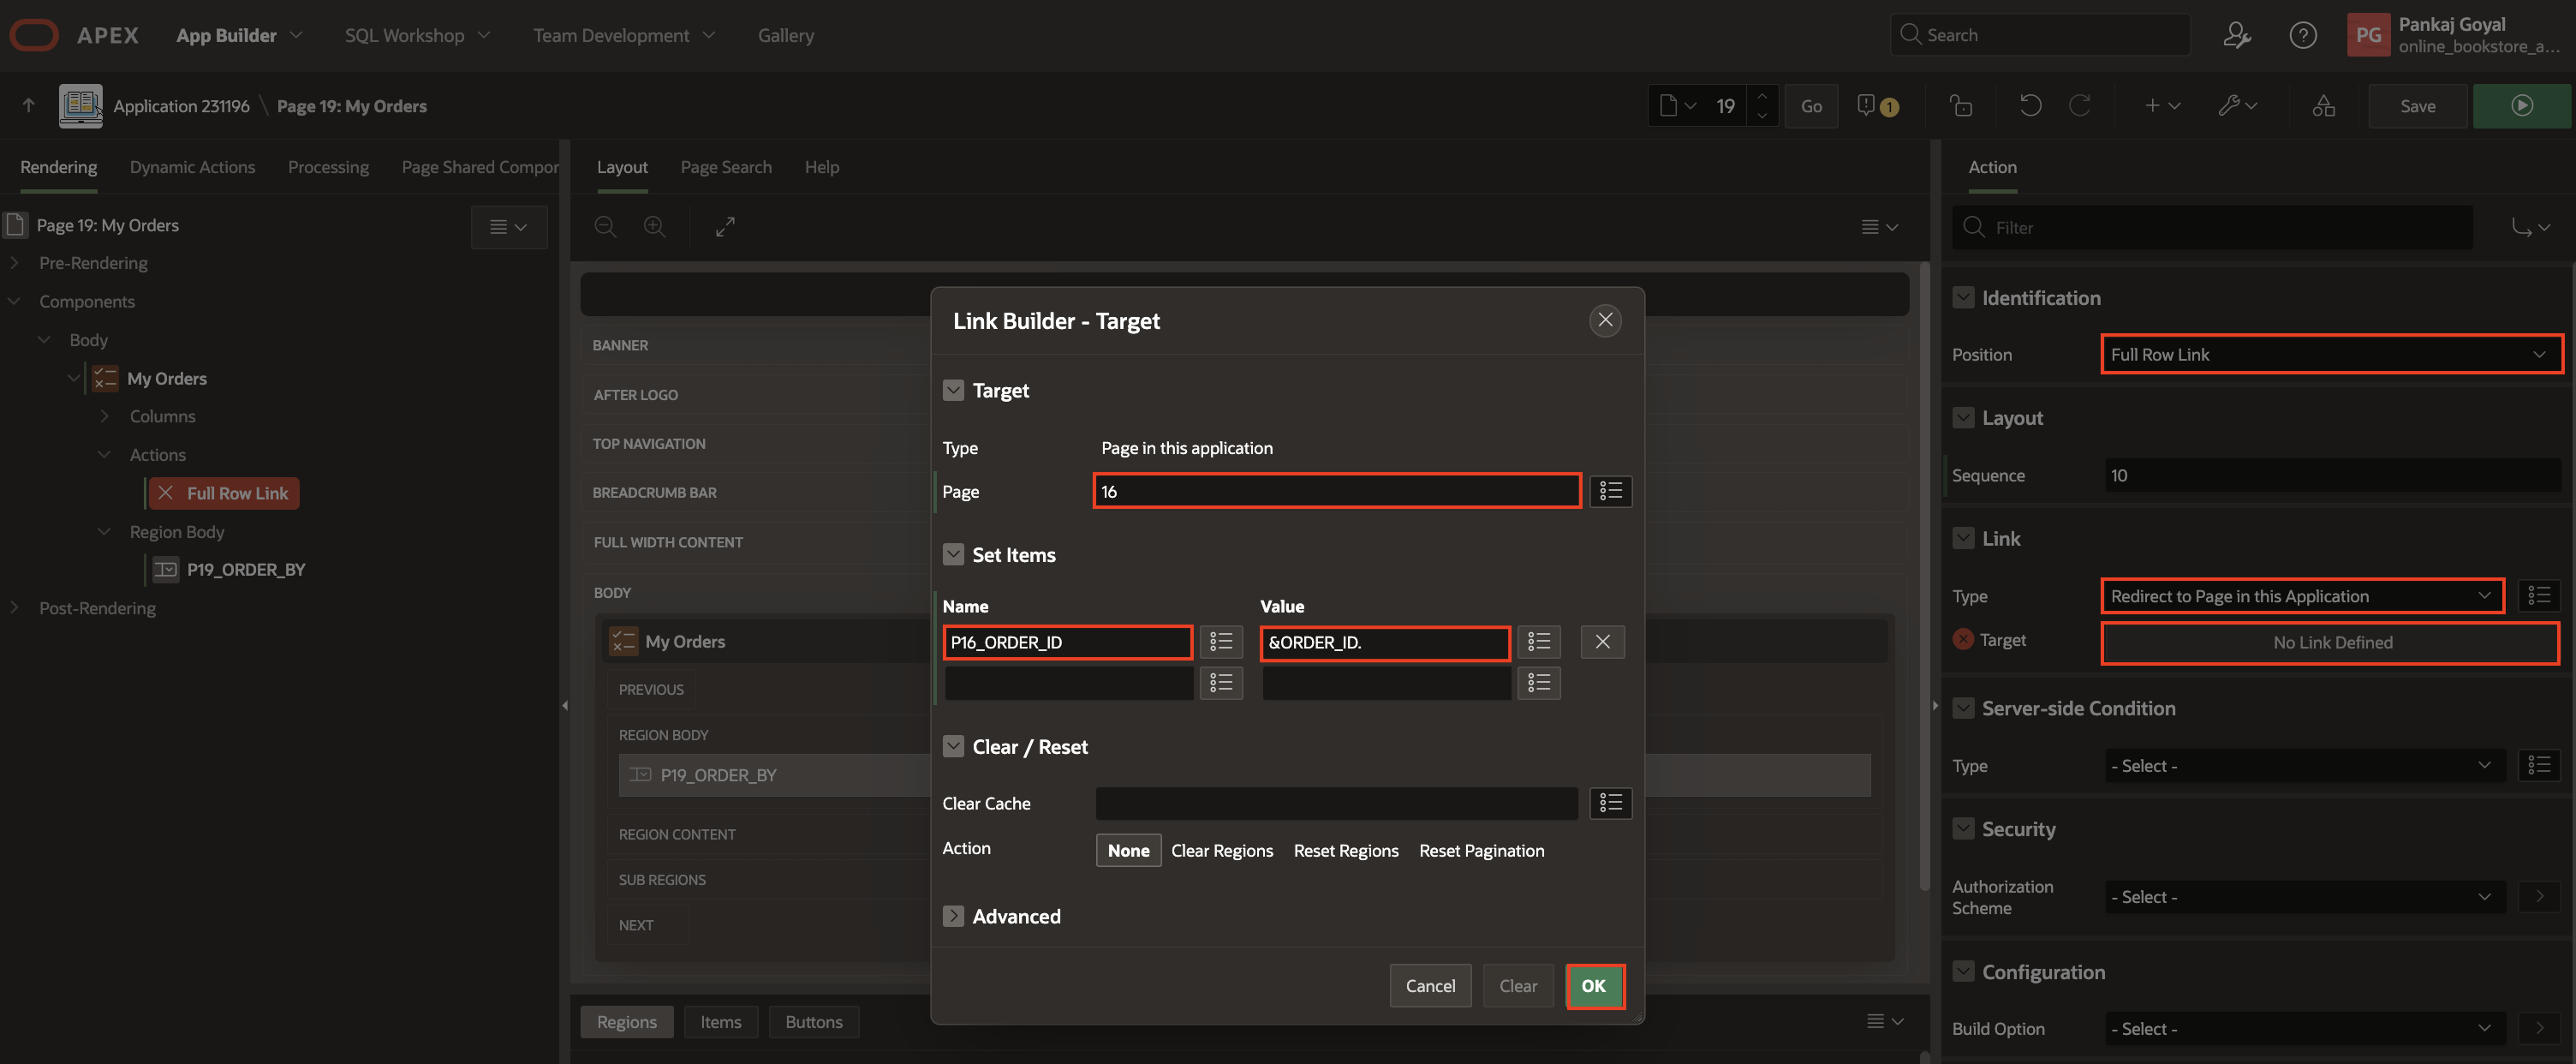 APEX App Builder SQL Workshop Team Development Gallery Search PG Pankaj Goyal
online_bookstore_a...
Application 231196 \ Page 19: My Orders 19 Go 1 Save
Rendering Dynamic Actions Processing Page Shared Compor
Layout Page Search Help
Action
Page 19: My Orders
Pre-Rendering
Components
Body
My Orders
Columns
Actions
Full Row Link
Region Body
P19_ORDER_BY
Post-Rendering
BANNER
AFTER LOGO
TOP NAVIGATION
BREADCRUMB BAR
FULL WIDTH CONTENT
BODY
My Orders
PREVIOUS
REGION BODY
P19_ORDER_BY
REGION CONTENT
SUB REGIONS
NEXT
Regions Items Buttons
Link Builder - Target
Target
Type Page in this application
Page 16
Set Items
Name Value
P16_ORDER_ID &ORDER_ID.
Clear / Reset
Clear Cache
Action None Clear Regions Reset Regions Reset Pagination
Advanced
Cancel Clear OK
Filter
Identification
Position Full Row Link
Layout
Sequence 10
Link
Type Redirect to Page in this Application
Target No Link Defined
Server-side Condition
Type - Select -
Security
Authorization
Scheme - Select -
Configuration
Build Option - Select -